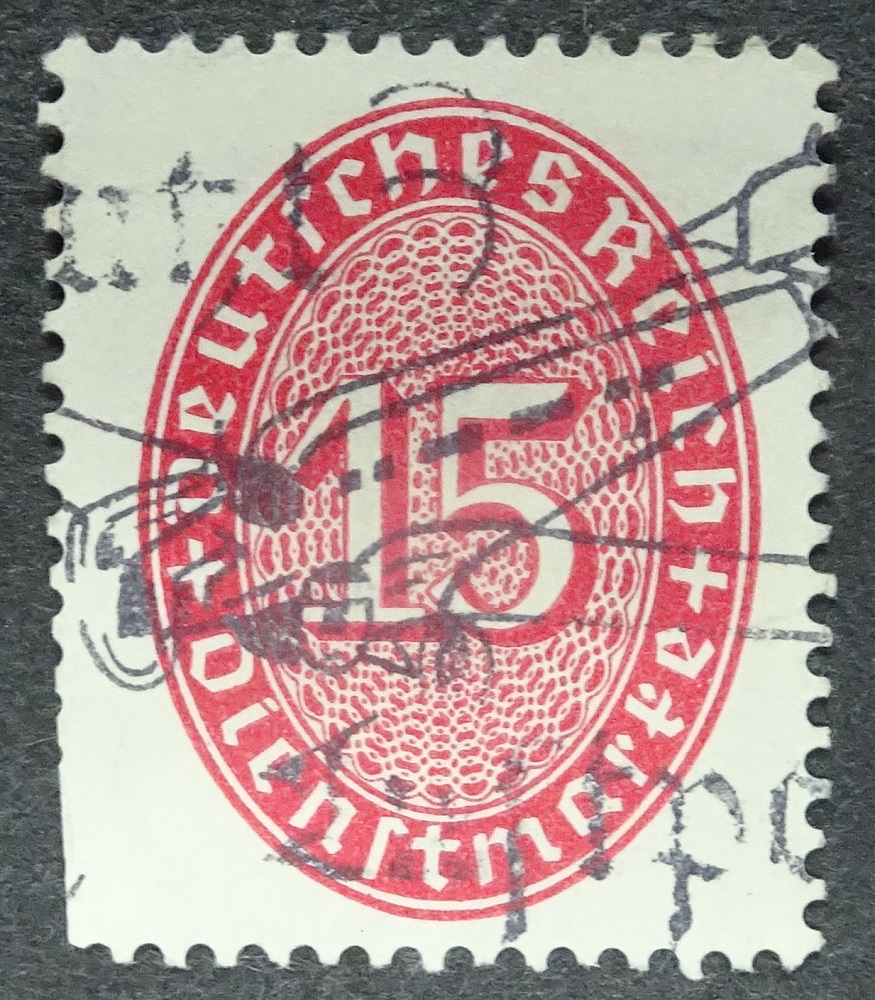 Deutsches Reich
15
Dienstmarke